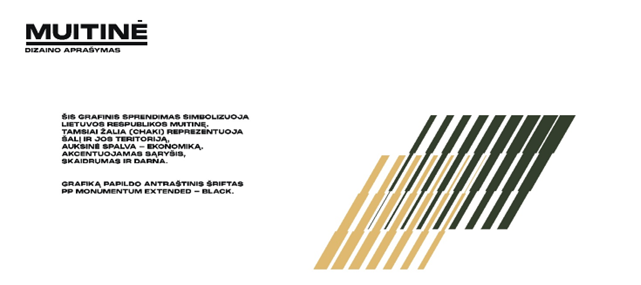 MUITINĖ
DIZAINO APRAŠYMAS
ŠIS GRAFINIS SPRENDIMAS SIMBOLIZUOJA
LIETUVOS RESPUBLIKOS MUITINĘ.
TAMSIAI ŽALIA (CHAKI) REPREZENTUOJA
ŠALĮ IR JOS TERITORIJĄ,
AUKSINĖ SPALVA – EKONOMIKĄ.
AKCENTUOJAMAS SĄRYŠIS,
SKAIDRUMAS IR DARNA.
GRAFIKĄ PAPILDO ANTRAŠTINIS ŠRIFTAS
PP MONUMENTUM EXTENDED – BLACK.